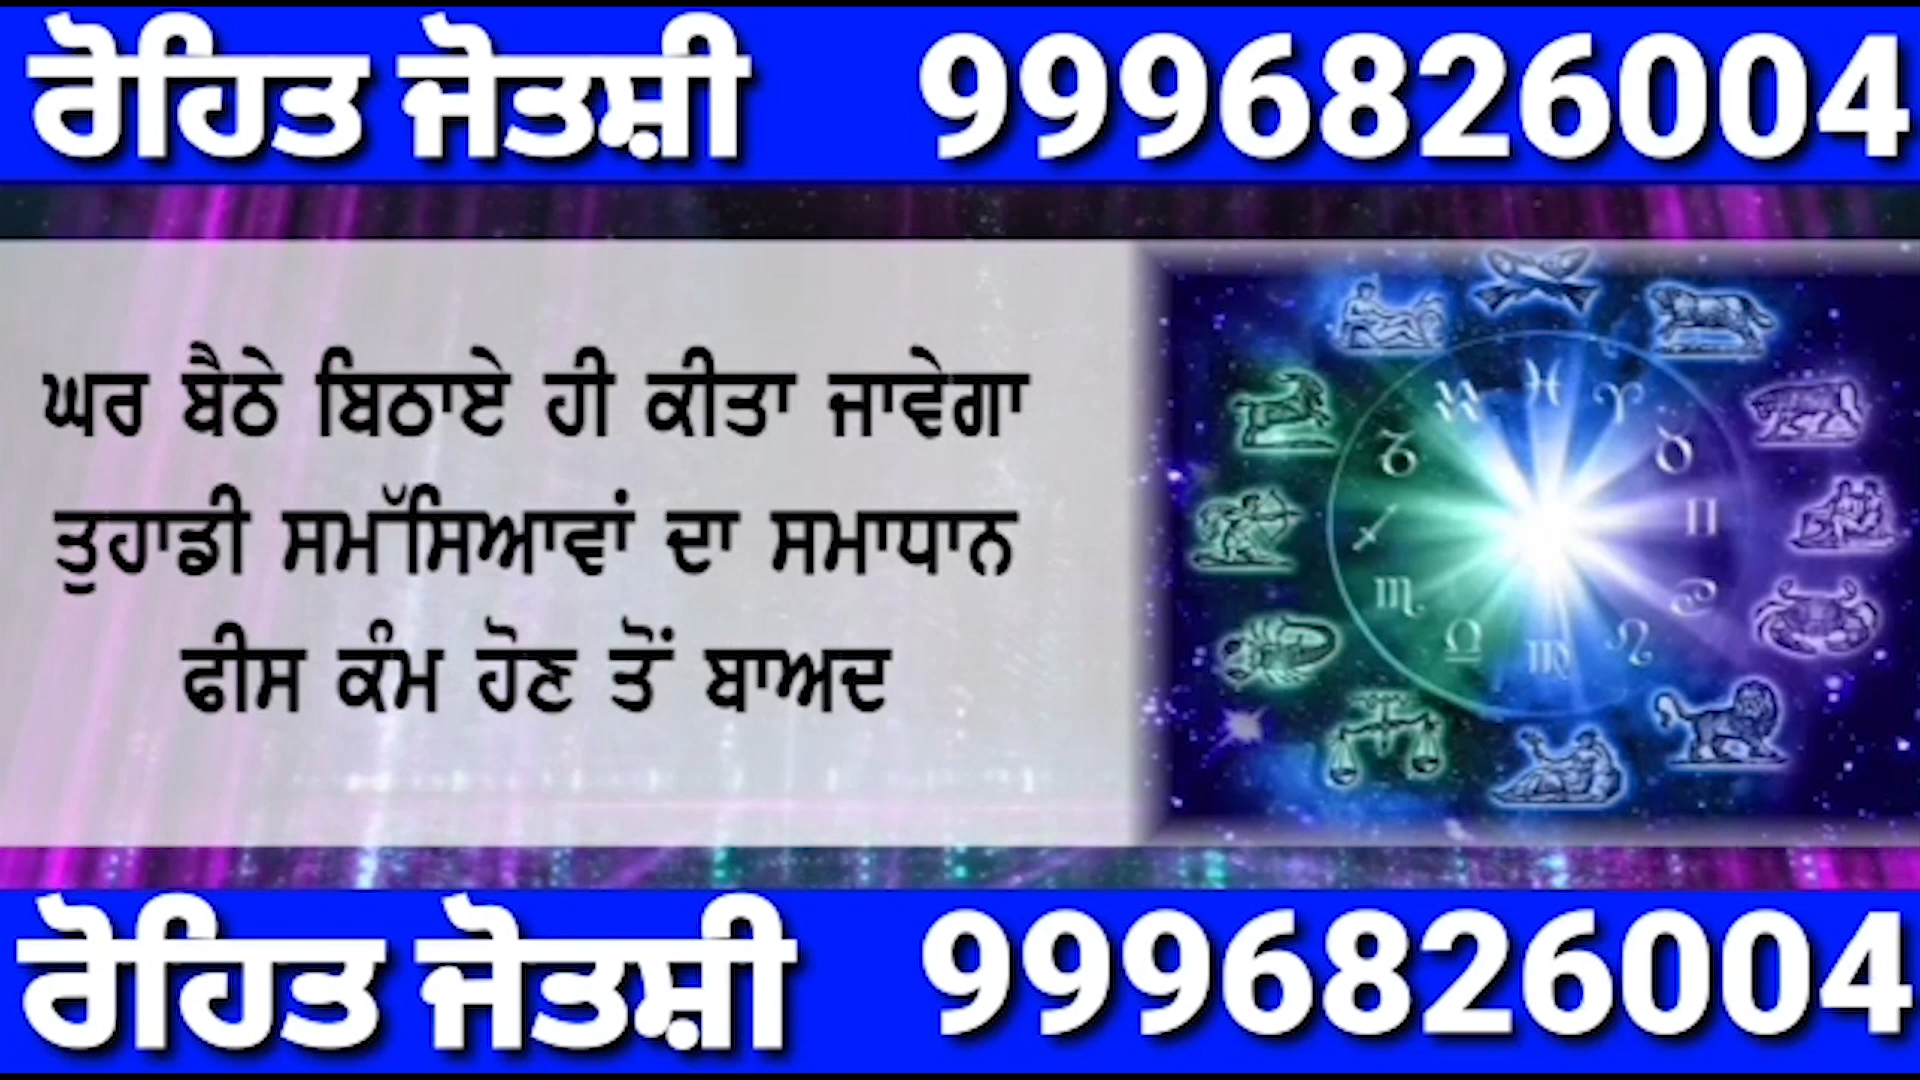 ਰੋਹਿਤ ਜੋਤਸ਼ੀ 9996826004
ਘਰ ਬੈਠੇ ਬਿਠਾਏ ਹੀ ਕੀਤਾ ਜਾਵੇਗਾ
ਤੁਹਾਡੀ ਸਮੱਸਿਆਵਾਂ ਦਾ ਸਮਾਧਾਨ
ਫੀਸ ਕੰਮ ਹੋਣ ਤੋਂ ਬਾਅਦ
ਰੋਹਿਤ ਜੋਤਸ਼ੀ 9996826004